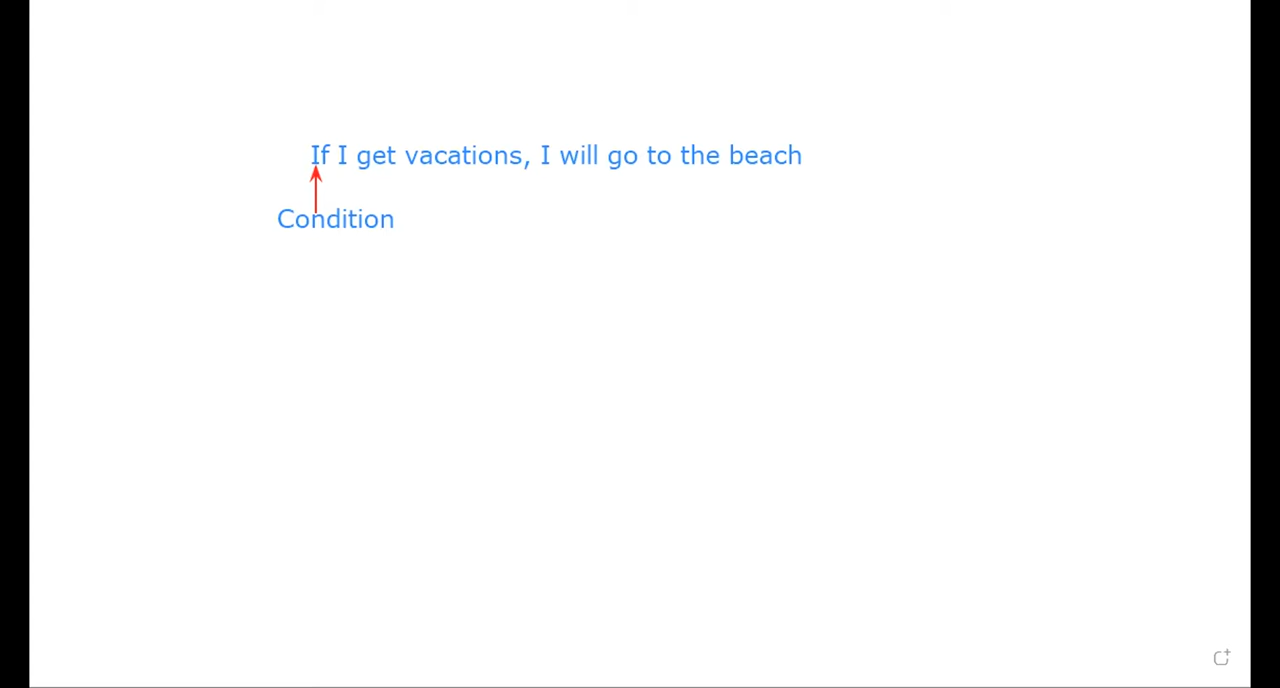 If I get vacations, I will go to the beach
Condition